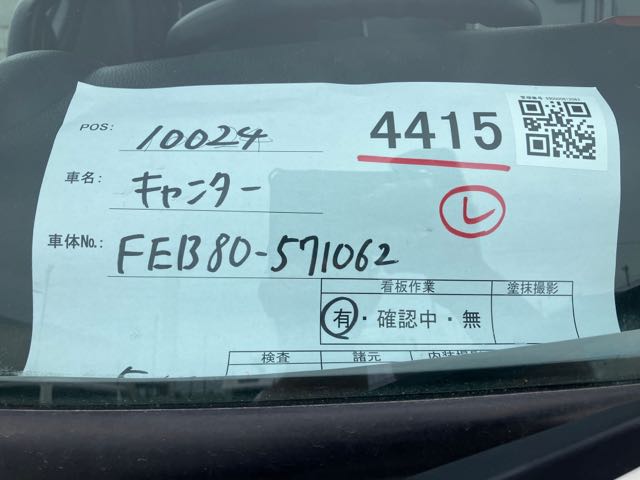 POS: 10024
4415
車名: キャンター
レ
車体No.: FEB80-571062
看板作業 塗抹撮影
有・確認中・無
検査 諸元